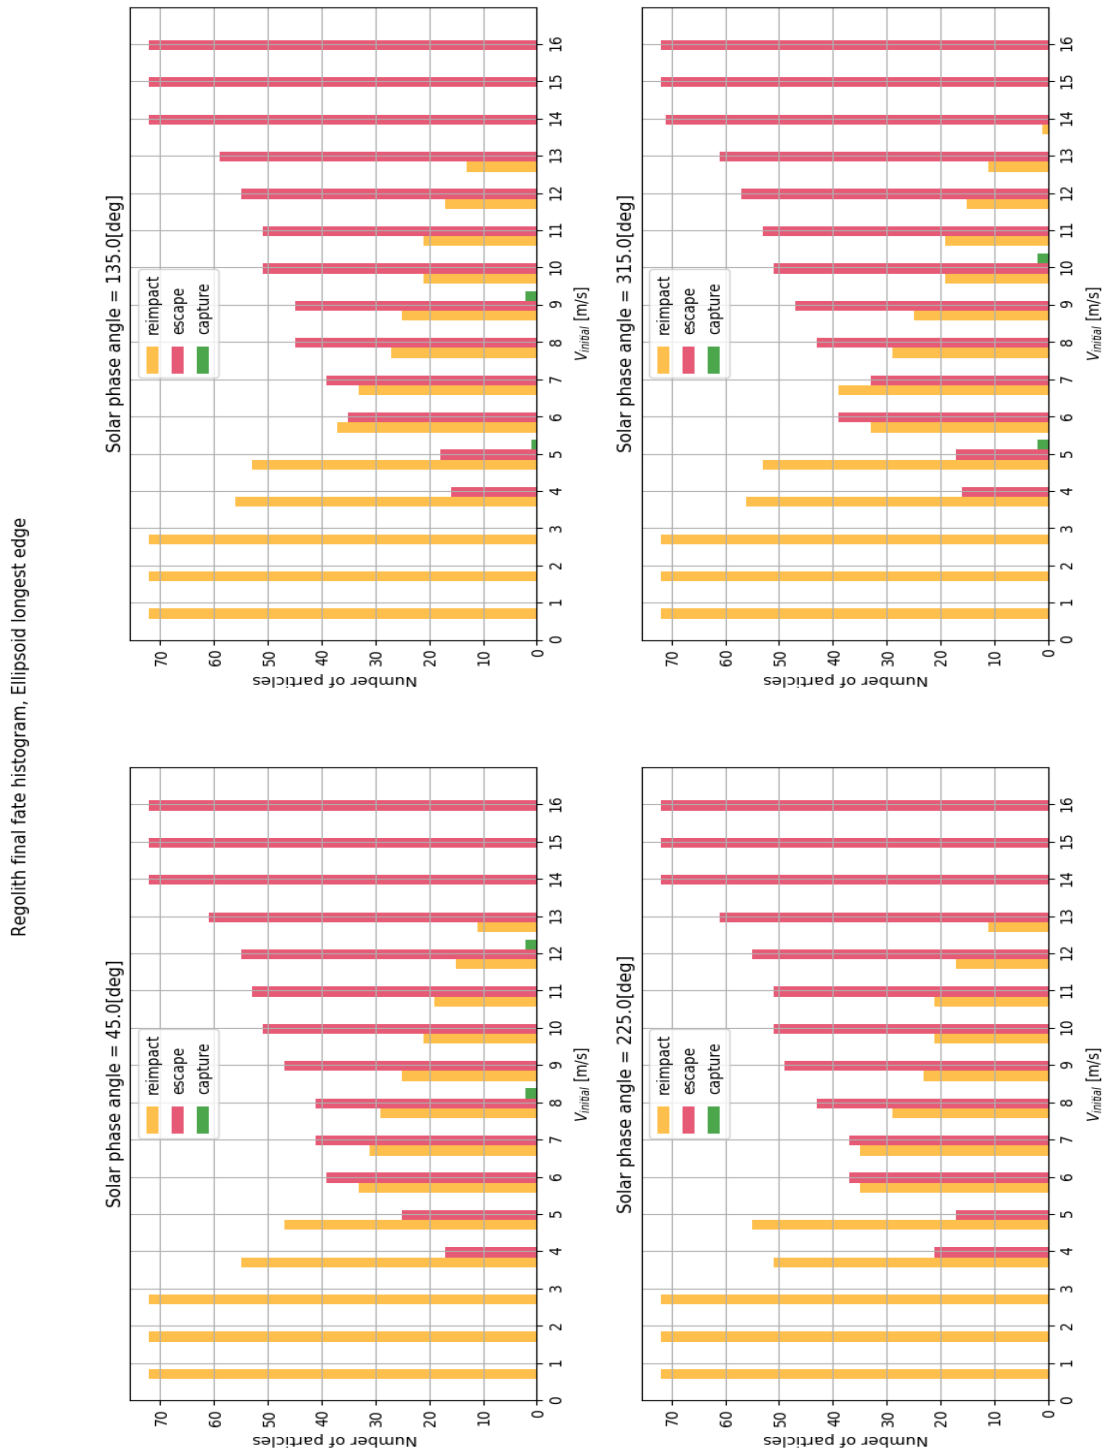 Regolith final fate histogram, Ellipsoid longest edge
Solar phase angle = 45.0[deg]
Number of particles
70
60
50
40
30
20
10
0
reimpact
escape
capture
0 1 2 3 4 5 6 7 8 9 10 11 12 13 14 15 16
Vinitial [m/s]
Solar phase angle = 135.0[deg]
Number of particles
70
60
50
40
30
20
10
0
reimpact
escape
capture
0 1 2 3 4 5 6 7 8 9 10 11 12 13 14 15 16
Vinitial [m/s]
Solar phase angle = 225.0[deg]
Number of particles
70
60
50
40
30
20
10
0
reimpact
escape
capture
0 1 2 3 4 5 6 7 8 9 10 11 12 13 14 15 16
Vinitial [m/s]
Solar phase angle = 315.0[deg]
Number of particles
70
60
50
40
30
20
10
0
reimpact
escape
capture
0 1 2 3 4 5 6 7 8 9 10 11 12 13 14 15 16
Vinitial [m/s]